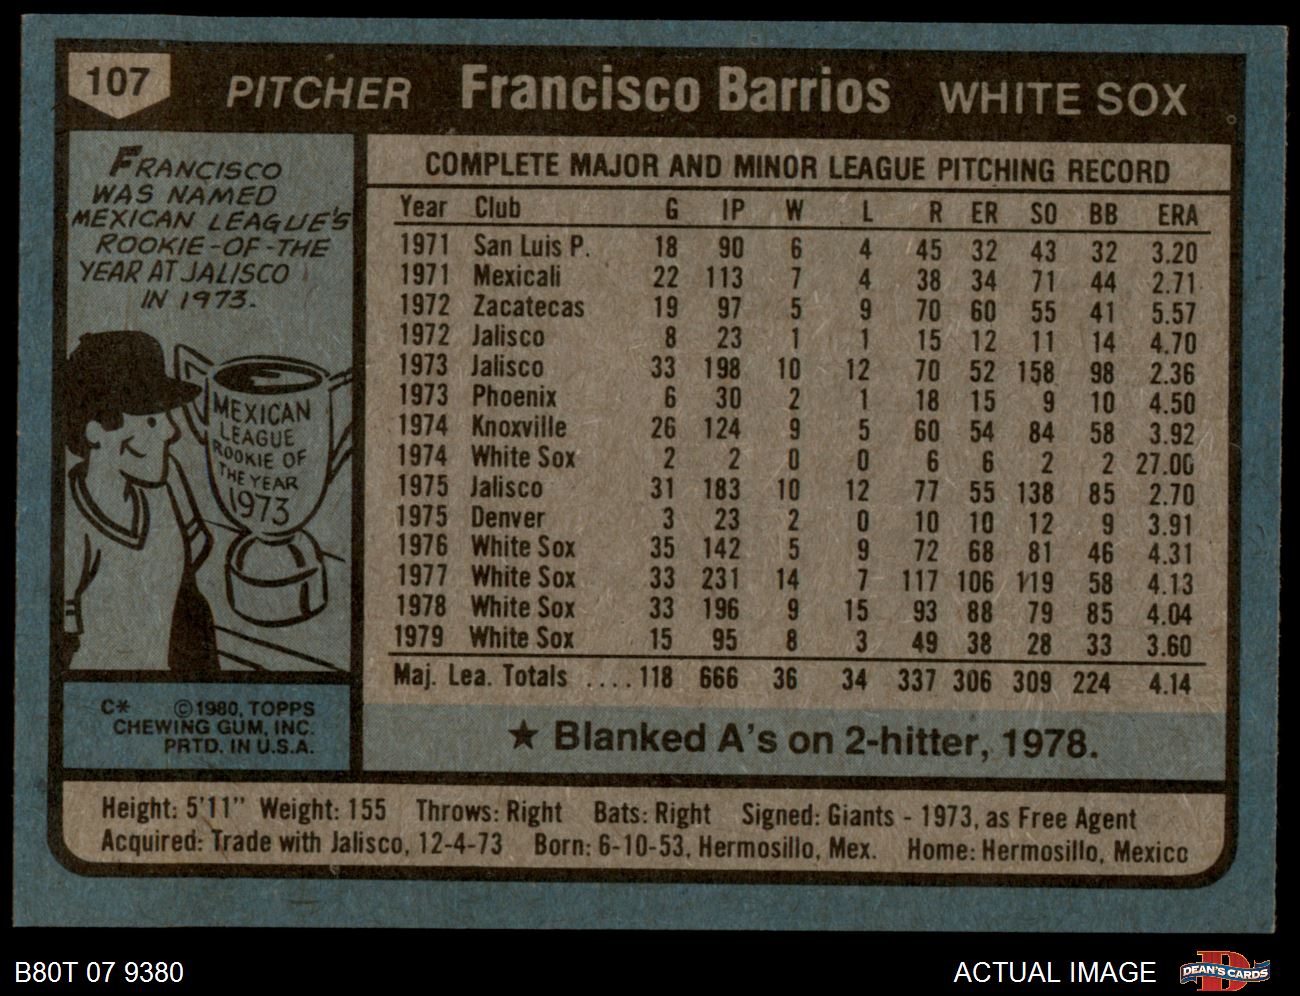 107 PITCHER Francisco Barrios WHITE SOX
FRANCISCO
WAS NAMED
MEXICAN LEAGUE'S
ROOKIE-OF-THE
YEAR AT JALISCO
IN 1973.
MEXICAN
LEAGUE
ROOKIE OF
THE YEAR
1973
C* ©1980, TOPPS
CHEWING GUM, INC.
PRTD. IN U.S.A.
COMPLETE MAJOR AND MINOR LEAGUE PITCHING RECORD
Year Club G IP W L R ER SO BB ERA
1971 San Luis P. 18 90 6 4 45 32 43 32 3.20
1971 Mexicali 22 113 7 4 38 34 71 44 2.71
1972 Zacatecas 19 97 5 9 70 60 55 41 5.57
1972 Jalisco 8 23 1 1 15 12 11 14 4.70
1973 Jalisco 33 198 10 12 70 52 158 98 2.36
1973 Phoenix 6 30 2 1 18 15 9 10 4.50
1974 Knoxville 26 124 9 5 60 54 84 58 3.92
1974 White Sox 2 2 0 0 6 6 2 2 27.00
1975 Jalisco 31 183 10 12 77 55 138 85 2.70
1975 Denver 3 23 2 0 10 10 12 9 3.91
1976 White Sox 35 142 5 9 72 68 81 46 4.31
1977 White Sox 33 231 14 7 117 106 119 58 4.13
1978 White Sox 33 196 9 15 93 88 79 85 4.04
1979 White Sox 15 95 8 3 49 38 28 33 3.60
Maj. Lea. Totals .... 118 666 36 34 337 306 309 224 4.14
★ Blanked A's on 2-hitter, 1978.
Height: 5'11" Weight: 155 Throws: Right Bats: Right Signed: Giants - 1973, as Free Agent
Acquired: Trade with Jalisco, 12-4-73 Born: 6-10-53, Hermosillo, Mex. Home: Hermosillo, Mexico
B80T 07 9380 ACTUAL IMAGE DEAN'S CARDS